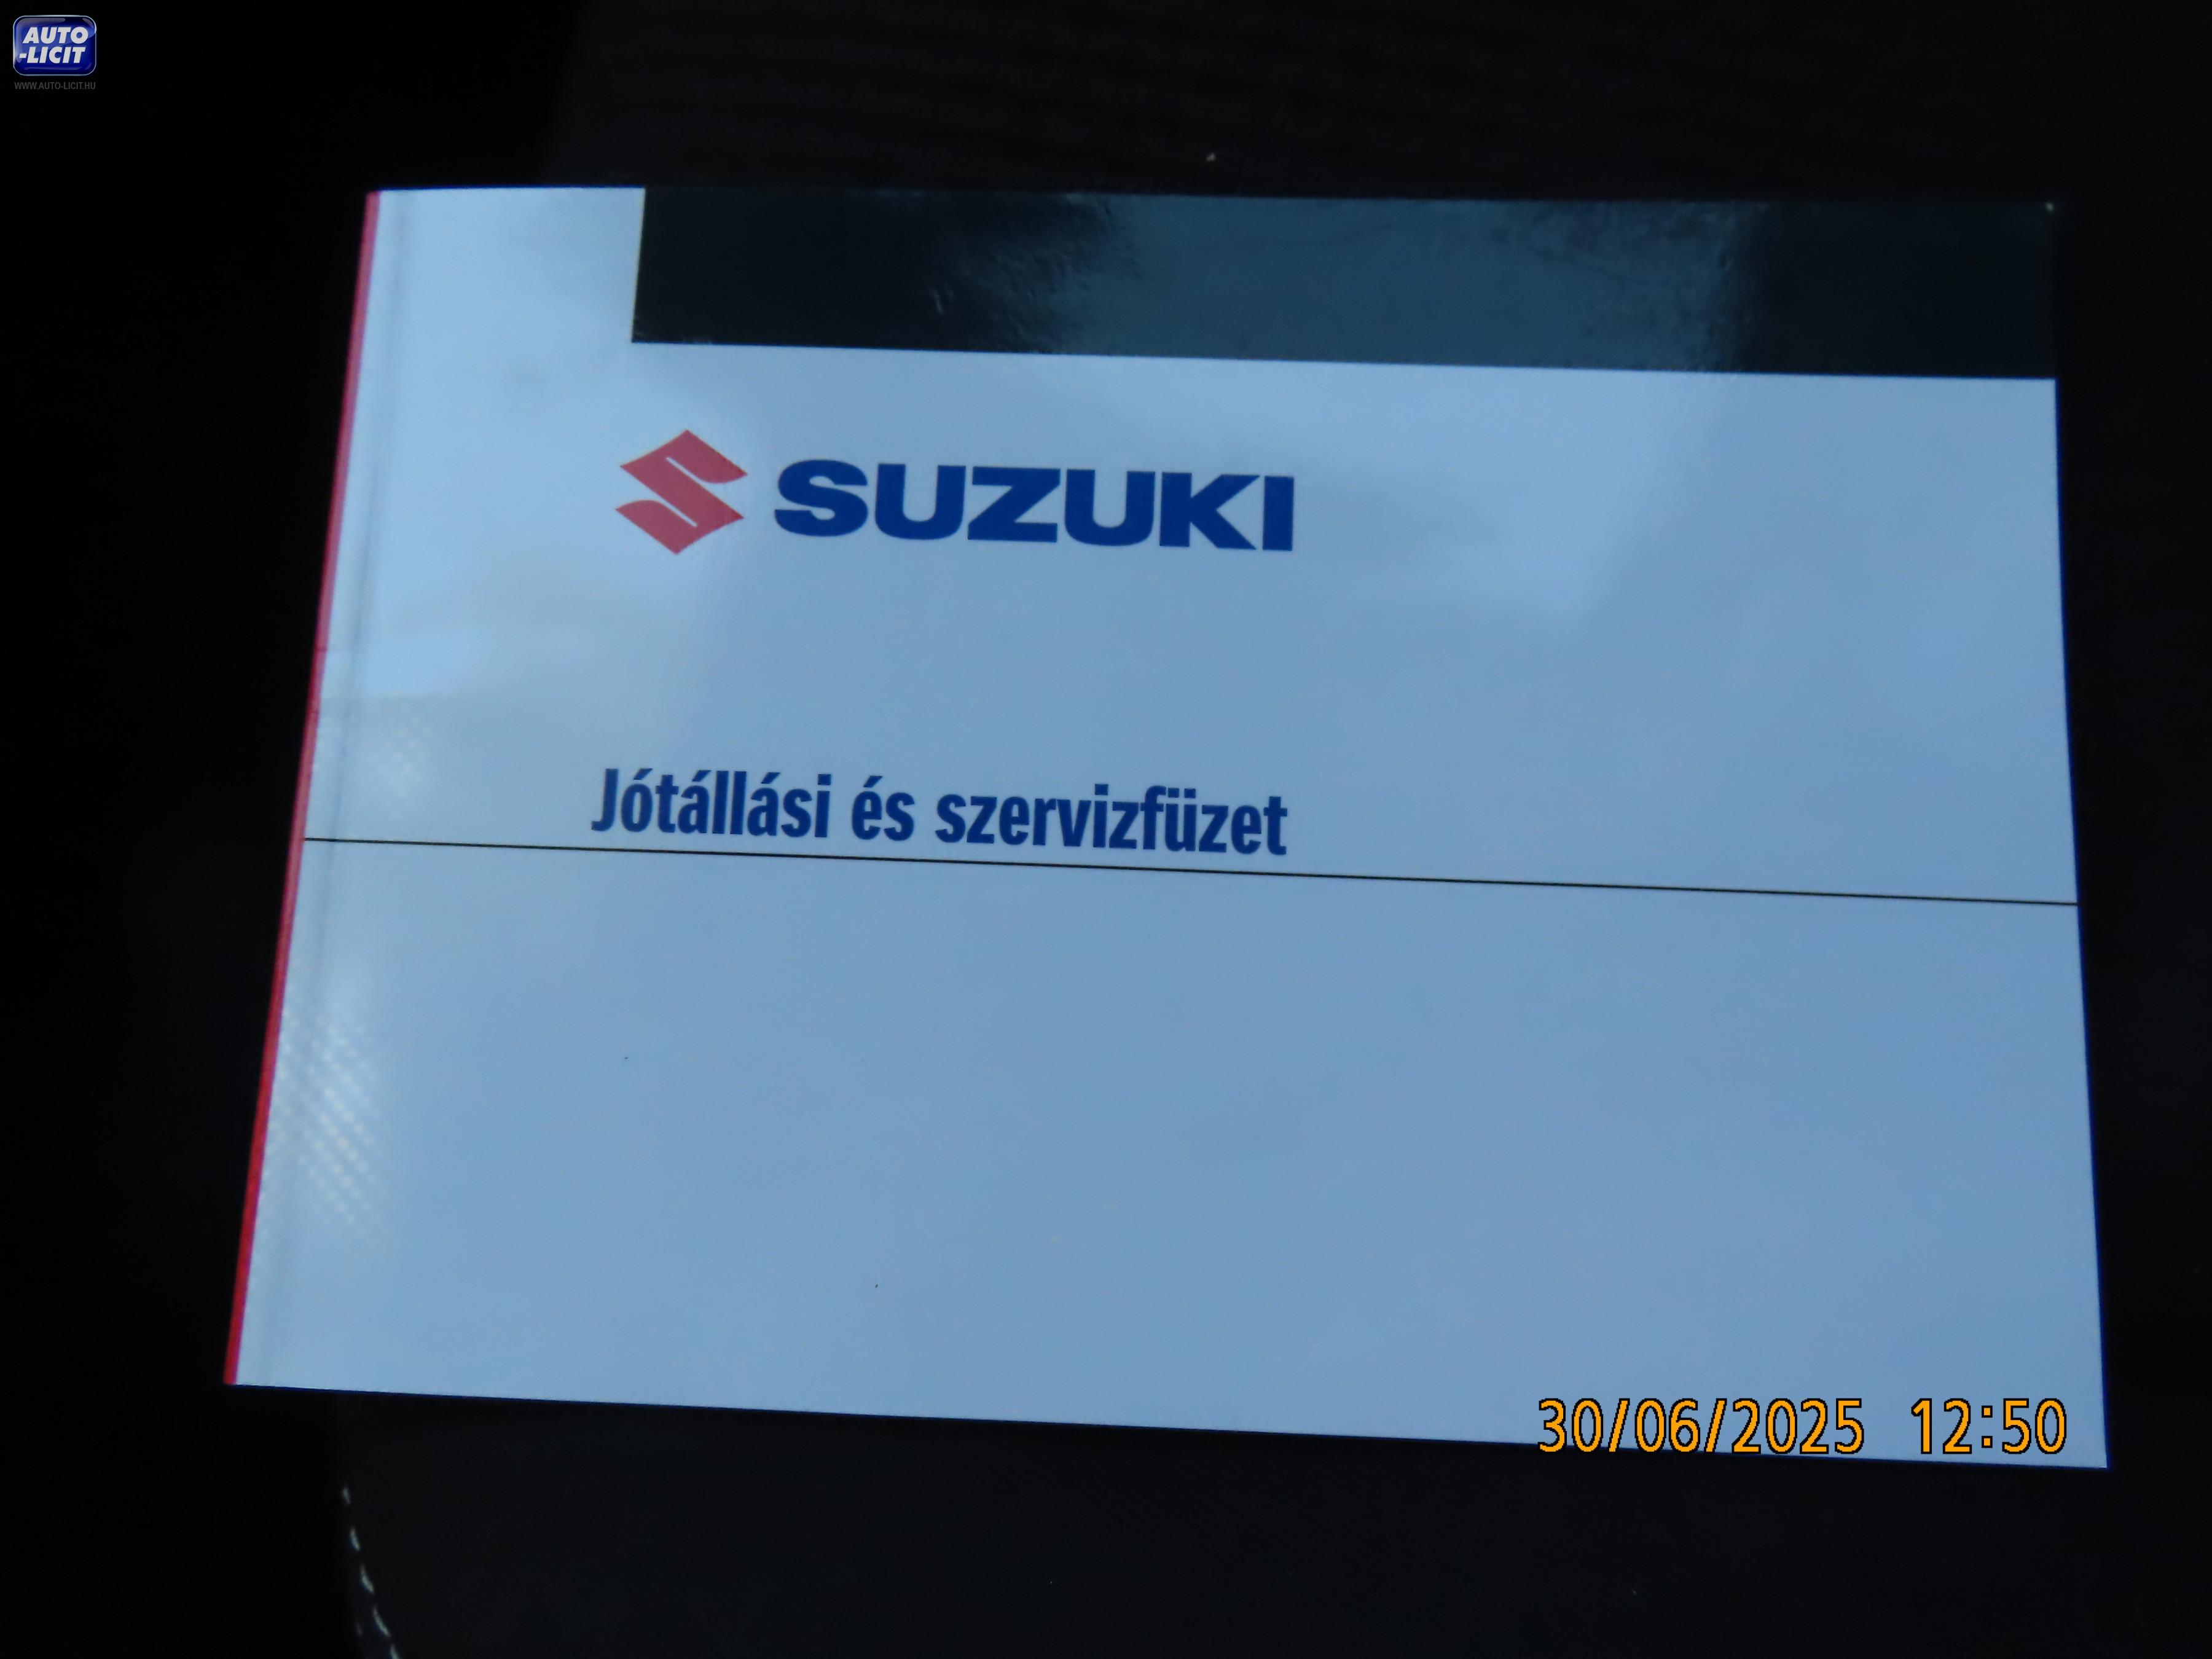 AUTO
-LICIT
WWW.AUTO-LICIT.HU
SUZUKI
Jótállási és szervizfüzet
30/06/2025 12:50